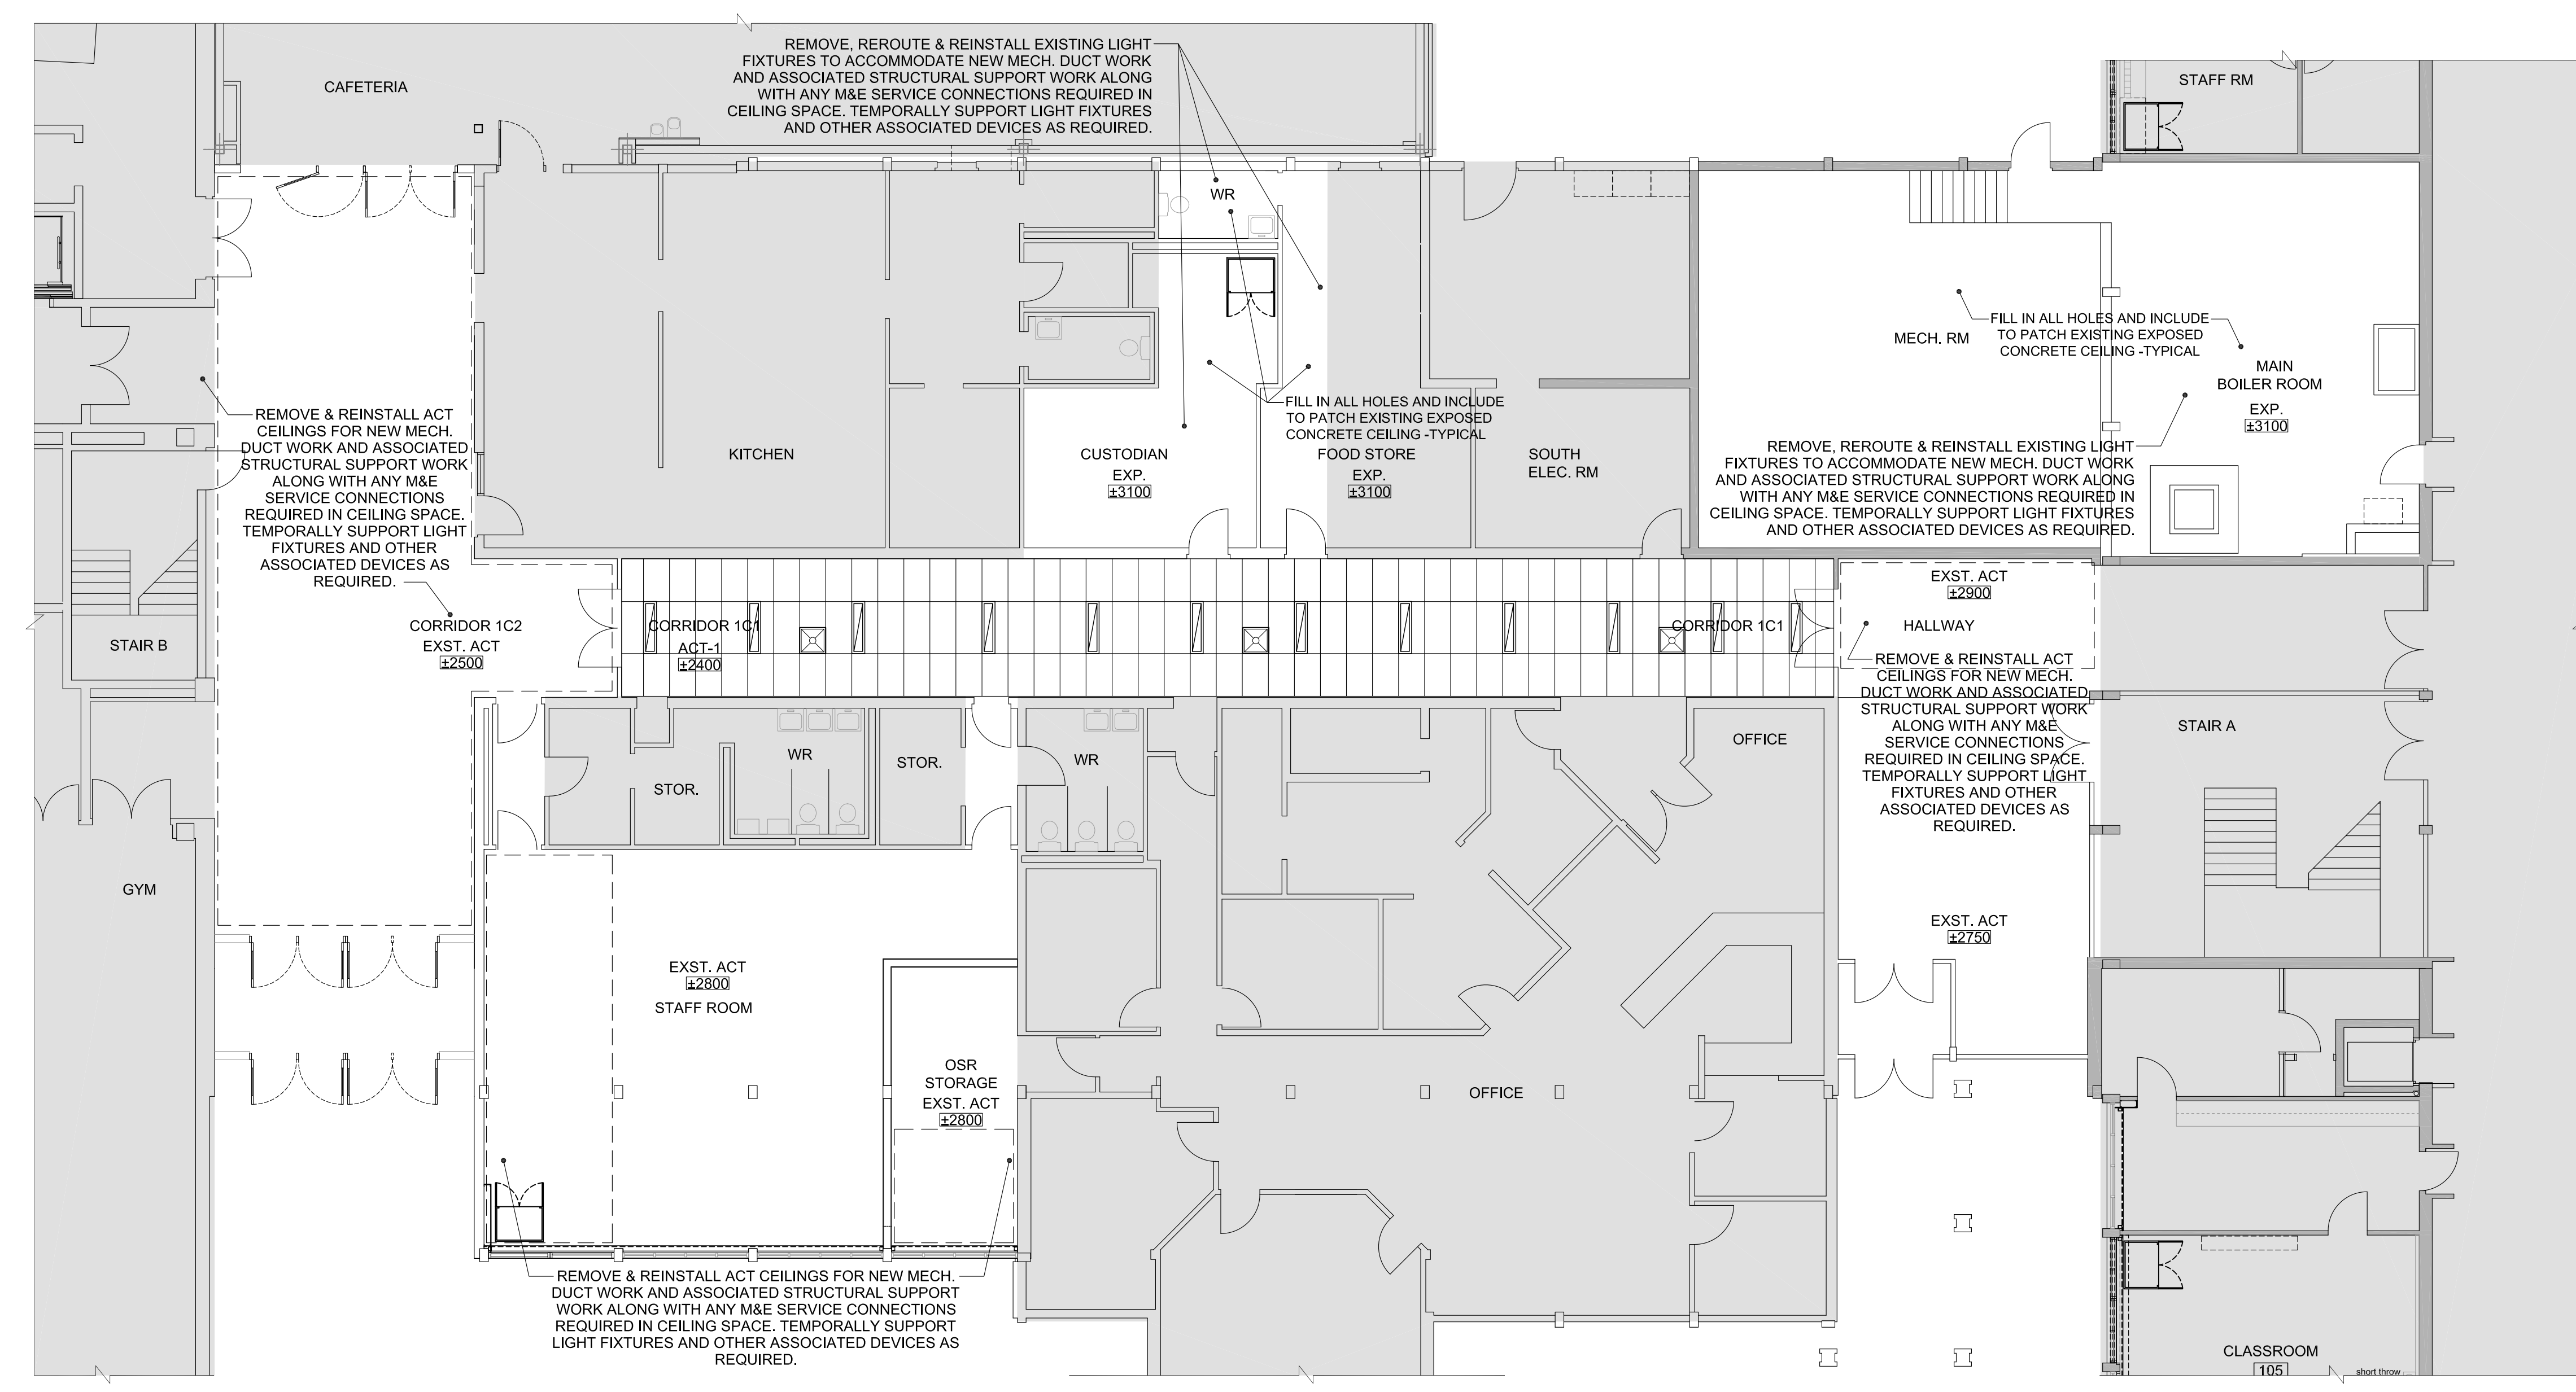 CAFETERIA
REMOVE, REROUTE & REINSTALL EXISTING LIGHT
FIXTURES TO ACCOMMODATE NEW MECH. DUCT WORK
AND ASSOCIATED STRUCTURAL SUPPORT WORK ALONG
WITH ANY M&E SERVICE CONNECTIONS REQUIRED IN
CEILING SPACE. TEMPORALLY SUPPORT LIGHT FIXTURES
AND OTHER ASSOCIATED DEVICES AS REQUIRED.
STAFF RM
WR
FILL IN ALL HOLES AND INCLUDE
TO PATCH EXISTING EXPOSED
CONCRETE CEILING -TYPICAL
MECH. RM
MAIN
BOILER ROOM
EXP.
±3100
REMOVE & REINSTALL ACT
CEILINGS FOR NEW MECH.
DUCT WORK AND ASSOCIATED
STRUCTURAL SUPPORT WORK
ALONG WITH ANY M&E
SERVICE CONNECTIONS
REQUIRED IN CEILING SPACE.
TEMPORALLY SUPPORT LIGHT
FIXTURES AND OTHER
ASSOCIATED DEVICES AS
REQUIRED.
FILL IN ALL HOLES AND INCLUDE
TO PATCH EXISTING EXPOSED
CONCRETE CEILING -TYPICAL
KITCHEN
CUSTODIAN
EXP.
±3100
FOOD STORE
EXP.
±3100
SOUTH
ELEC. RM
REMOVE, REROUTE & REINSTALL EXISTING LIGHT
FIXTURES TO ACCOMMODATE NEW MECH. DUCT WORK
AND ASSOCIATED STRUCTURAL SUPPORT WORK ALONG
WITH ANY M&E SERVICE CONNECTIONS REQUIRED IN
CEILING SPACE. TEMPORALLY SUPPORT LIGHT FIXTURES
AND OTHER ASSOCIATED DEVICES AS REQUIRED.
STAIR B
CORRIDOR 1C2
EXST. ACT
±2500
CORRIDOR 1C1
ACT-1
±2400
CORRIDOR 1C1
EXST. ACT
±2900
HALLWAY
REMOVE & REINSTALL ACT
CEILINGS FOR NEW MECH.
DUCT WORK AND ASSOCIATED
STRUCTURAL SUPPORT WORK
ALONG WITH ANY M&E
SERVICE CONNECTIONS
REQUIRED IN CEILING SPACE.
TEMPORALLY SUPPORT LIGHT
FIXTURES AND OTHER
ASSOCIATED DEVICES AS
REQUIRED.
STAIR A
STOR.
WR
STOR.
WR
OFFICE
GYM
EXST. ACT
±2750
EXST. ACT
±2800
STAFF ROOM
OSR
STORAGE
EXST. ACT
±2800
OFFICE
REMOVE & REINSTALL ACT CEILINGS FOR NEW MECH.
DUCT WORK AND ASSOCIATED STRUCTURAL SUPPORT
WORK ALONG WITH ANY M&E SERVICE CONNECTIONS
REQUIRED IN CEILING SPACE. TEMPORALLY SUPPORT
LIGHT FIXTURES AND OTHER ASSOCIATED DEVICES AS
REQUIRED.
CLASSROOM
105
short throw